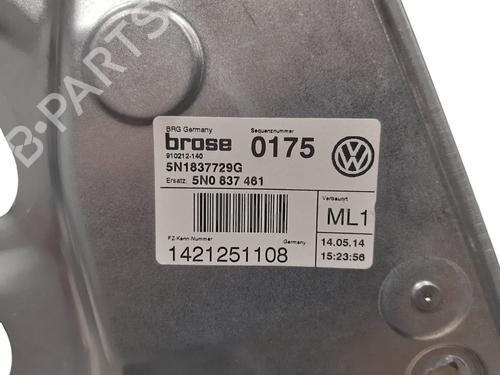 BRG Germany
Sequenznummer
brose
0175
910212-140
5N1837729G
Ersatz: 5N0 837 461
Verbauort
ML1
FZ-Kenn-Nummer
Germany
14.05.14
1421251108
15:23:56
B-PARTS